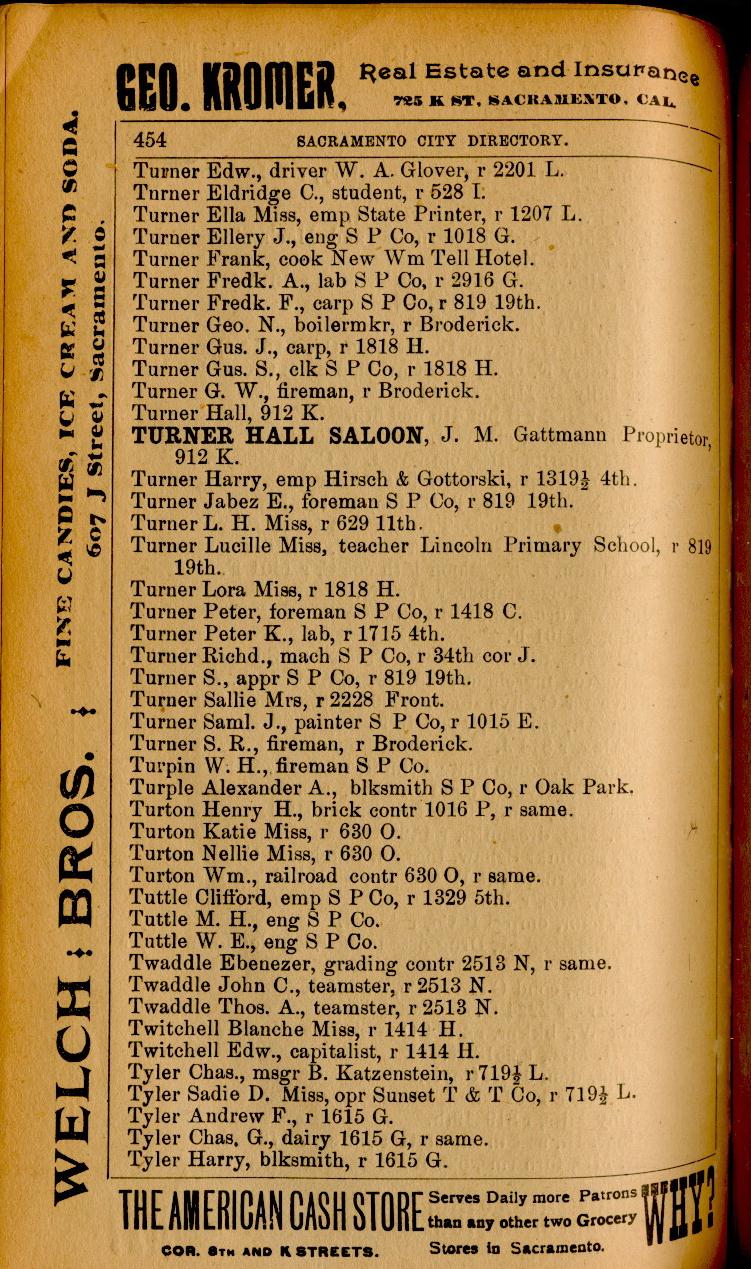 GEO. KROMER, Real Estate and Insurance
725 K ST. SACRAMENTO, CAL.
454 SACRAMENTO CITY DIRECTORY.
Turner Edw., driver W. A. Glover, r 2201 L.
Turner Eldridge C., student, r 528 I.
Turner Ella Miss, emp State Printer, r 1207 L.
Turner Ellery J., eng S P Co, r 1018 G.
Turner Frank, cook New Wm Tell Hotel.
Turner Fredk. A., lab S P Co, r 2916 G.
Turner Fredk. F., carp S P Co, r 819 19th.
Turner Geo. N., boilermkr, r Broderick.
Turner Gus. J., carp, r 1818 H.
Turner Gus. S., clk S P Co, r 1818 H.
Turner G. W., fireman, r Broderick.
Turner Hall, 912 K.
TURNER HALL SALOON, J. M. Gattmann Proprietor,
912 K.
Turner Harry, emp Hirsch & Gottorski, r 1319½ 4th.
Turner Jabez E., foreman S P Co, r 819 19th.
Turner L. H. Miss, r 629 11th.
Turner Lucille Miss, teacher Lincoln Primary School, r 819
19th.
Turner Lora Miss, r 1818 H.
Turner Peter, foreman S P Co, r 1418 C.
Turner Peter K., lab, r 1715 4th.
Turner Richd., mach S P Co, r 34th cor J.
Turner S., appr S P Co, r 819 19th.
Turner Sallie Mrs, r 2228 Front.
Turner Saml. J., painter S P Co, r 1015 E.
Turner S. R., fireman, r Broderick.
Turpin W. H., fireman S P Co.
Turple Alexander A., blksmith S P Co, r Oak Park.
Turton Henry H., brick contr 1016 P, r same.
Turton Katie Miss, r 630 O.
Turton Nellie Miss, r 630 O.
Turton Wm., railroad contr 630 O, r same.
Tuttle Clifford, emp S P Co, r 1329 5th.
Tuttle M. H., eng S P Co.
Tuttle W. E., eng S P Co.
Twaddle Ebenezer, grading contr 2513 N, r same.
Twaddle John C., teamster, r 2513 N.
Twaddle Thos. A., teamster, r 2513 N.
Twitchell Blanche Miss, r 1414 H.
Twitchell Edw., capitalist, r 1414 H.
Tyler Chas., msgr B. Katzenstein, r 719½ L.
Tyler Sadie D. Miss, opr Sunset T & T Co, r 719½ L.
Tyler Andrew F., r 1615 G.
Tyler Chas. G., dairy 1615 G, r same.
Tyler Harry, blksmith, r 1615 G.
WELCH : BROS. : FINE CANDIES, ICE CREAM AND SODA.
607 J Street, Sacramento.
THE AMERICAN CASH STORE
COR. 8TH AND K STREETS.
Serves Daily more Patrons
than any other two Grocery
Stores in Sacramento.
WHY?